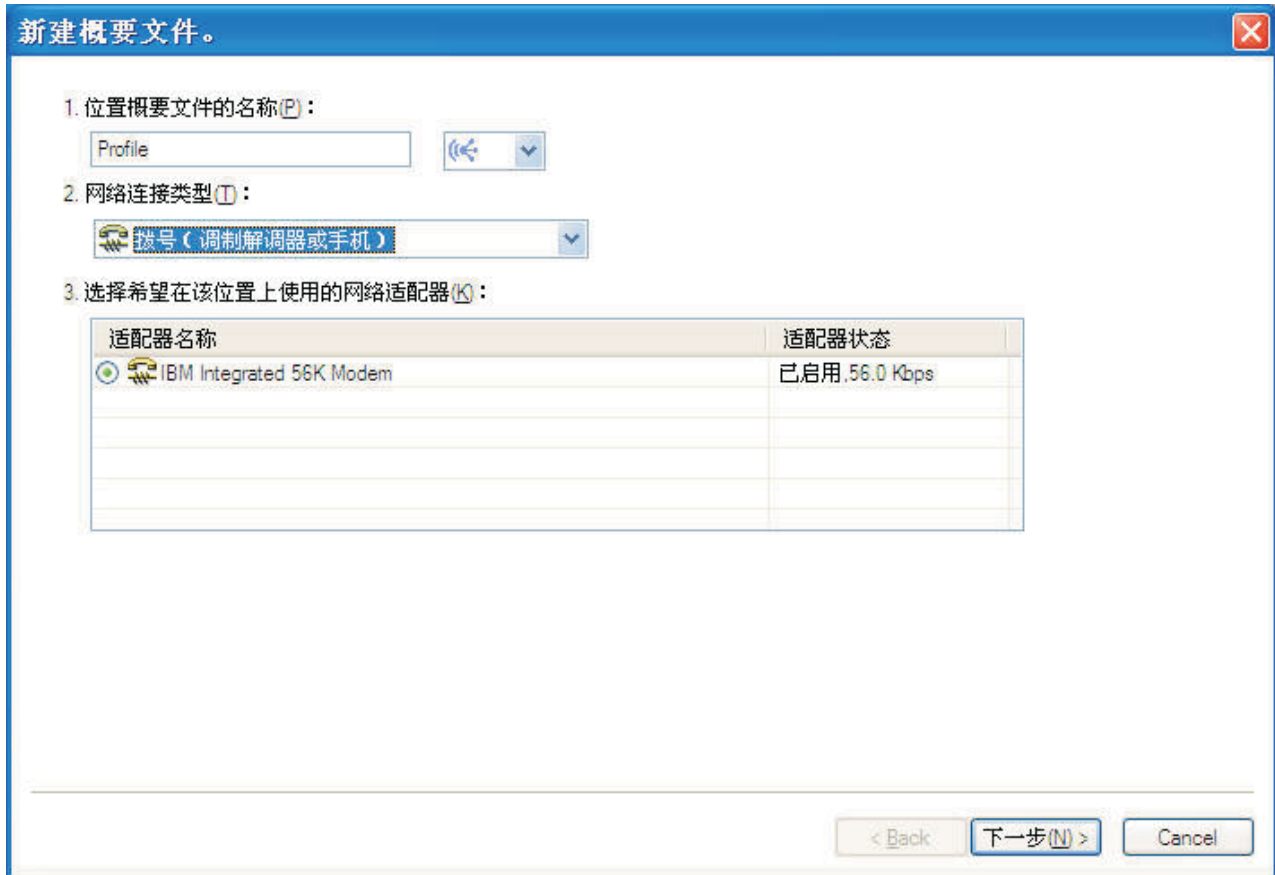 新建概要文件。
1. 位置概要文件的名称(P)：
Profile
2. 网络连接类型(T)：
拨号（调制解调器或手机）
3. 选择希望在该位置上使用的网络适配器(K)：
适配器名称 适配器状态
IBM Integrated 56K Modem 已启用,56.0 Kbps
< Back 下一步(N) > Cancel